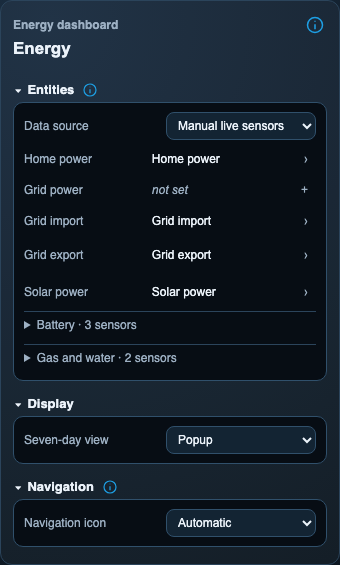 Energy dashboard
Energy
Entities
Data source Manual live sensors
Home power Home power ›
Grid power not set +
Grid import Grid import ›
Grid export Grid export ›
Solar power Solar power ›
Battery · 3 sensors
Gas and water · 2 sensors
Display
Seven-day view Popup
Navigation
Navigation icon Automatic